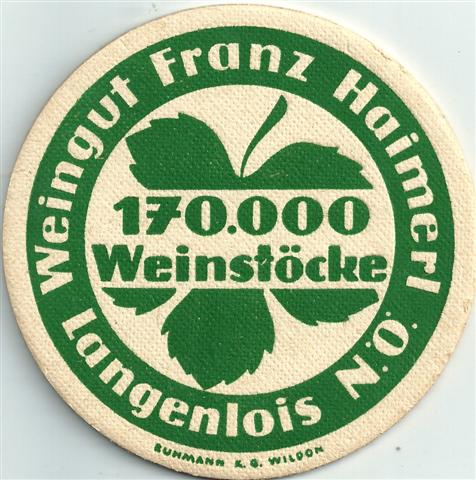 Weingut Franz Haimerl
170.000
Weinstöcke
Langenlois N.Ö.
RUHMANN K. G. WILDON